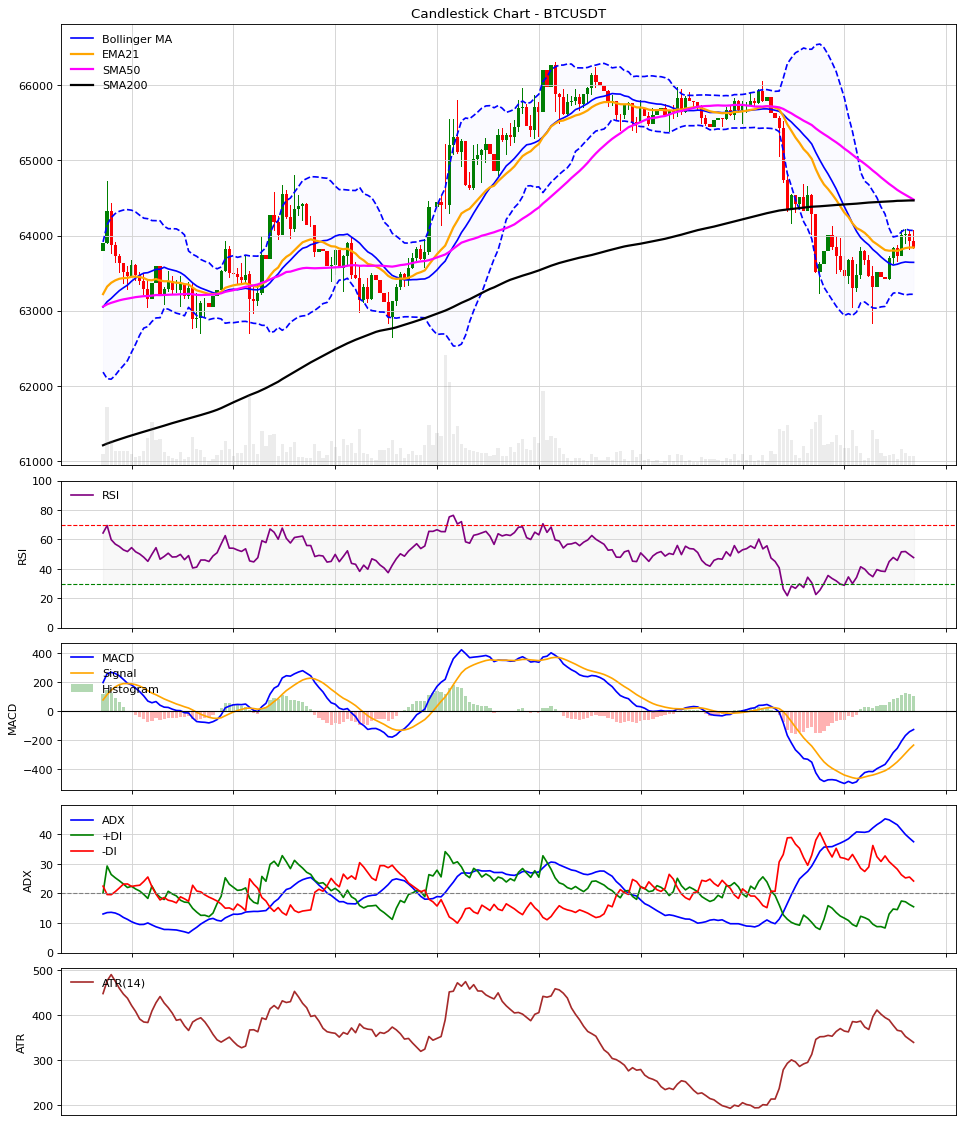 Candlestick Chart - BTCUSDT
Bollinger MA
EMA21
SMA50
SMA200
66000
65000
64000
63000
62000
61000
RSI
RSI
100
80
60
40
20
0
MACD
Signal
Histogram
MACD
400
200
0
−200
−400
ADX
+DI
-DI
ADX
40
30
20
10
0
ATR(14)
ATR
500
400
300
200